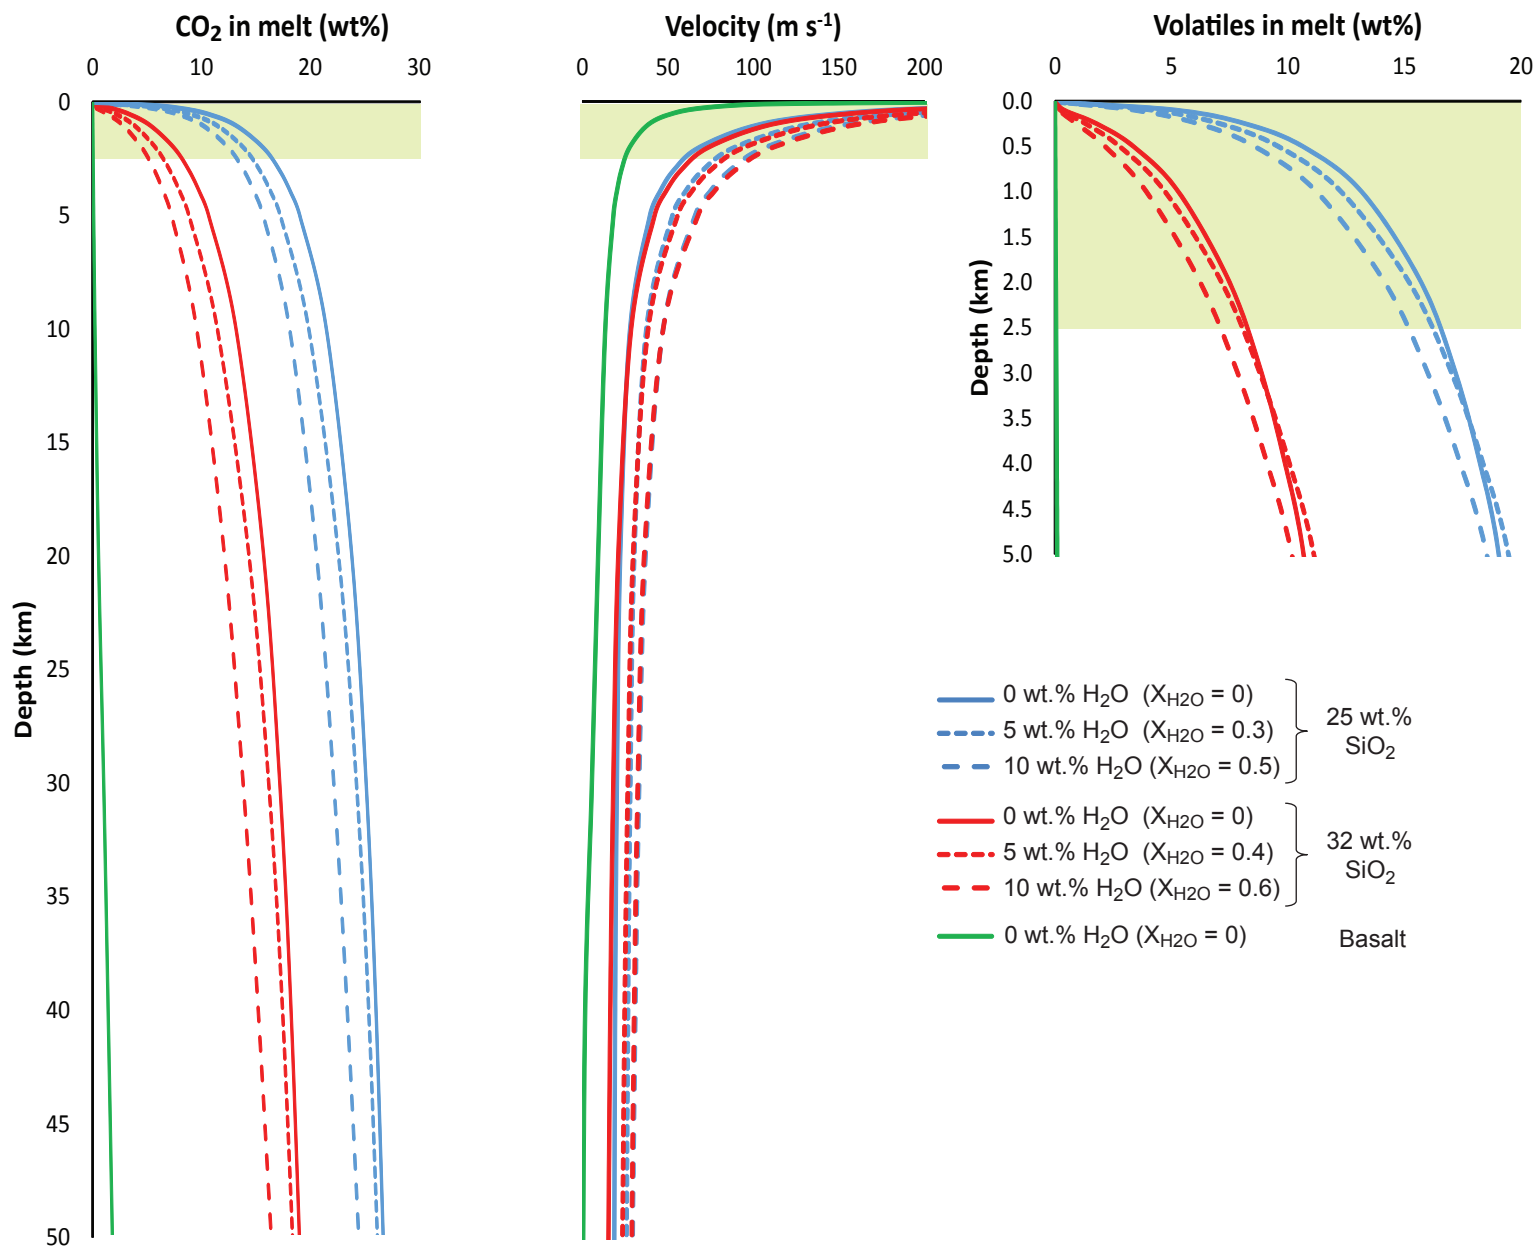 CO2 in melt (wt%)
0 10 20 30
Depth (km)
0
5
10
15
20
25
30
35
40
45
50
Velocity (m s-1)
0 50 100 150 200
Volatiles in melt (wt%)
0 5 10 15 20
Depth (km)
0.0
0.5
1.0
1.5
2.0
2.5
3.0
3.5
4.0
4.5
5.0
0 wt.% H2O (XH2O = 0)
5 wt.% H2O (XH2O = 0.3)
10 wt.% H2O (XH2O = 0.5)
25 wt.%
SiO2
0 wt.% H2O (XH2O = 0)
5 wt.% H2O (XH2O = 0.4)
10 wt.% H2O (XH2O = 0.6)
32 wt.%
SiO2
0 wt.% H2O (XH2O = 0) Basalt